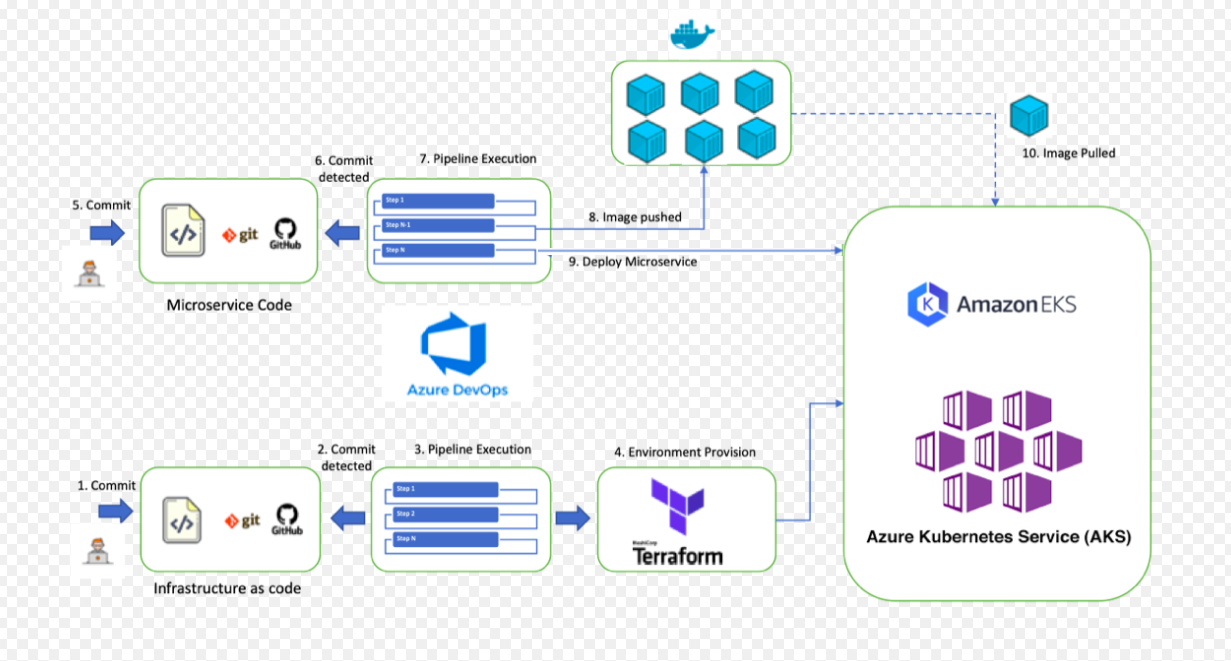 6. Commit
detected
7. Pipeline Execution
10. Image Pulled
5. Commit
</>
git
GitHub
Step 1
Step N-1
Step N
8. Image pushed
9. Deploy Microservice
Microservice Code
Azure DevOps
K
Amazon EKS
2. Commit
detected
3. Pipeline Execution
4. Environment Provision
1. Commit
</>
git
GitHub
Step 1
Step 2
Step N
HashiCorp
Terraform
Azure Kubernetes Service (AKS)
Infrastructure as code